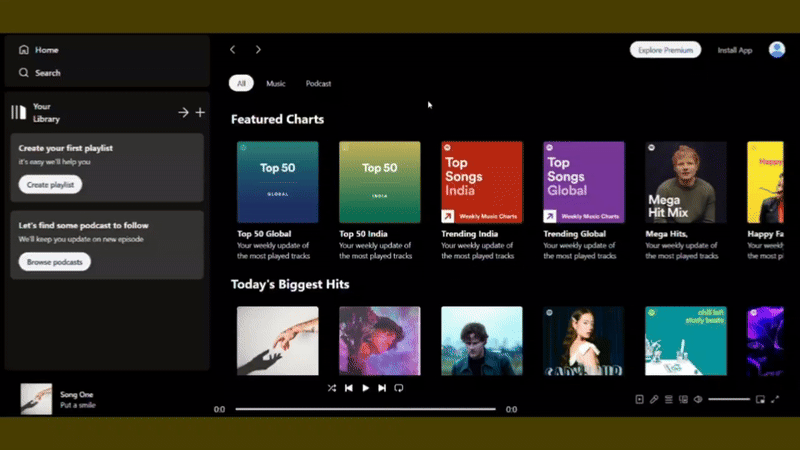 Home
Search
Your
Library
Create your first playlist
it's easy we'll help you
Create playlist
Let's find some podcast to follow
We'll keep you update on new episode
Browse podcasts
Explore Premium
Install App
All
Music
Podcast
Featured Charts
Top 50
GLOBAL
Top 50 Global
Your weekly update of
the most played tracks
Top 50
INDIA
Top 50 India
Your weekly update of
the most played tracks
Top
Songs
India
Weekly Music Charts
Trending India
Your weekly update of
the most played tracks
Top
Songs
Global
Weekly Music Charts
Trending Global
Your weekly update of
the most played tracks
Mega
Hit Mix
Mega Hits,
Your weekly update of
the most played tracks
Happy
Happy Fa
Your weekly
the most pl
Today's Biggest Hits
chill lofi
study beats
Song One
Put a smile
0:0
0:0